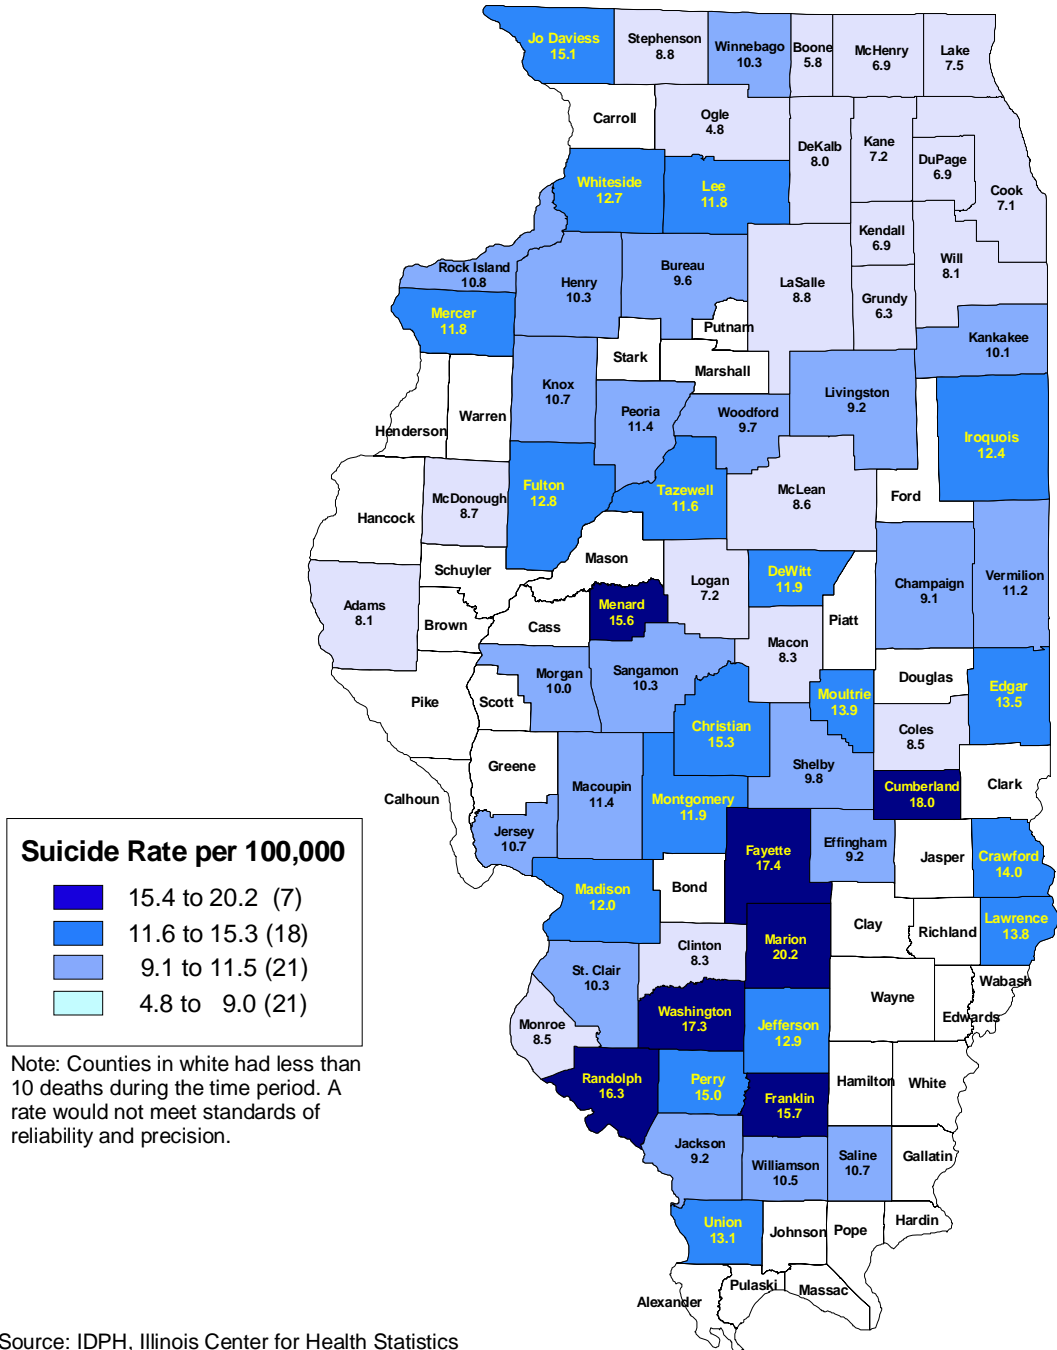 Jo Daviess
15.1
Stephenson
8.8
Winnebago
10.3
Boone
5.8
McHenry
6.9
Lake
7.5
Carroll
Ogle
4.8
DeKalb
8.0
Kane
7.2
DuPage
6.9
Cook
7.1
Whiteside
12.7
Lee
11.8
Kendall
6.9
Will
8.1
Rock Island
10.8
Henry
10.3
Bureau
9.6
LaSalle
8.8
Grundy
6.3
Mercer
11.8
Putnam
Kankakee
10.1
Stark
Marshall
Knox
10.7
Peoria
11.4
Woodford
9.7
Livingston
9.2
Henderson
Warren
Iroquois
12.4
Fulton
12.8
Tazewell
11.6
McLean
8.6
Ford
McDonough
8.7
Hancock
Mason
Schuyler
Logan
7.2
DeWitt
11.9
Champaign
9.1
Vermilion
11.2
Adams
8.1
Brown
Cass
Menard
15.6
Piatt
Macon
8.3
Morgan
10.0
Sangamon
10.3
Douglas
Edgar
13.5
Pike
Scott
Christian
15.3
Moultrie
13.9
Coles
8.5
Greene
Macoupin
11.4
Shelby
9.8
Cumberland
18.0
Clark
Calhoun
Montgomery
11.9
Jersey
10.7
Fayette
17.4
Effingham
9.2
Jasper
Crawford
14.0
Madison
12.0
Bond
Clay
Richland
Lawrence
13.8
Clinton
8.3
Marion
20.2
St. Clair
10.3
Wayne
Wabash
Edwards
Washington
17.3
Jefferson
12.9
Monroe
8.5
Randolph
16.3
Perry
15.0
Franklin
15.7
Hamilton
White
Jackson
9.2
Williamson
10.5
Saline
10.7
Gallatin
Union
13.1
Johnson
Pope
Hardin
Alexander
Pulaski
Massac
Suicide Rate per 100,000
15.4 to 20.2 (7)
11.6 to 15.3 (18)
9.1 to 11.5 (21)
4.8 to 9.0 (21)
Note: Counties in white had less than
10 deaths during the time period. A
rate would not meet standards of
reliability and precision.
Source: IDPH, Illinois Center for Health Statistics